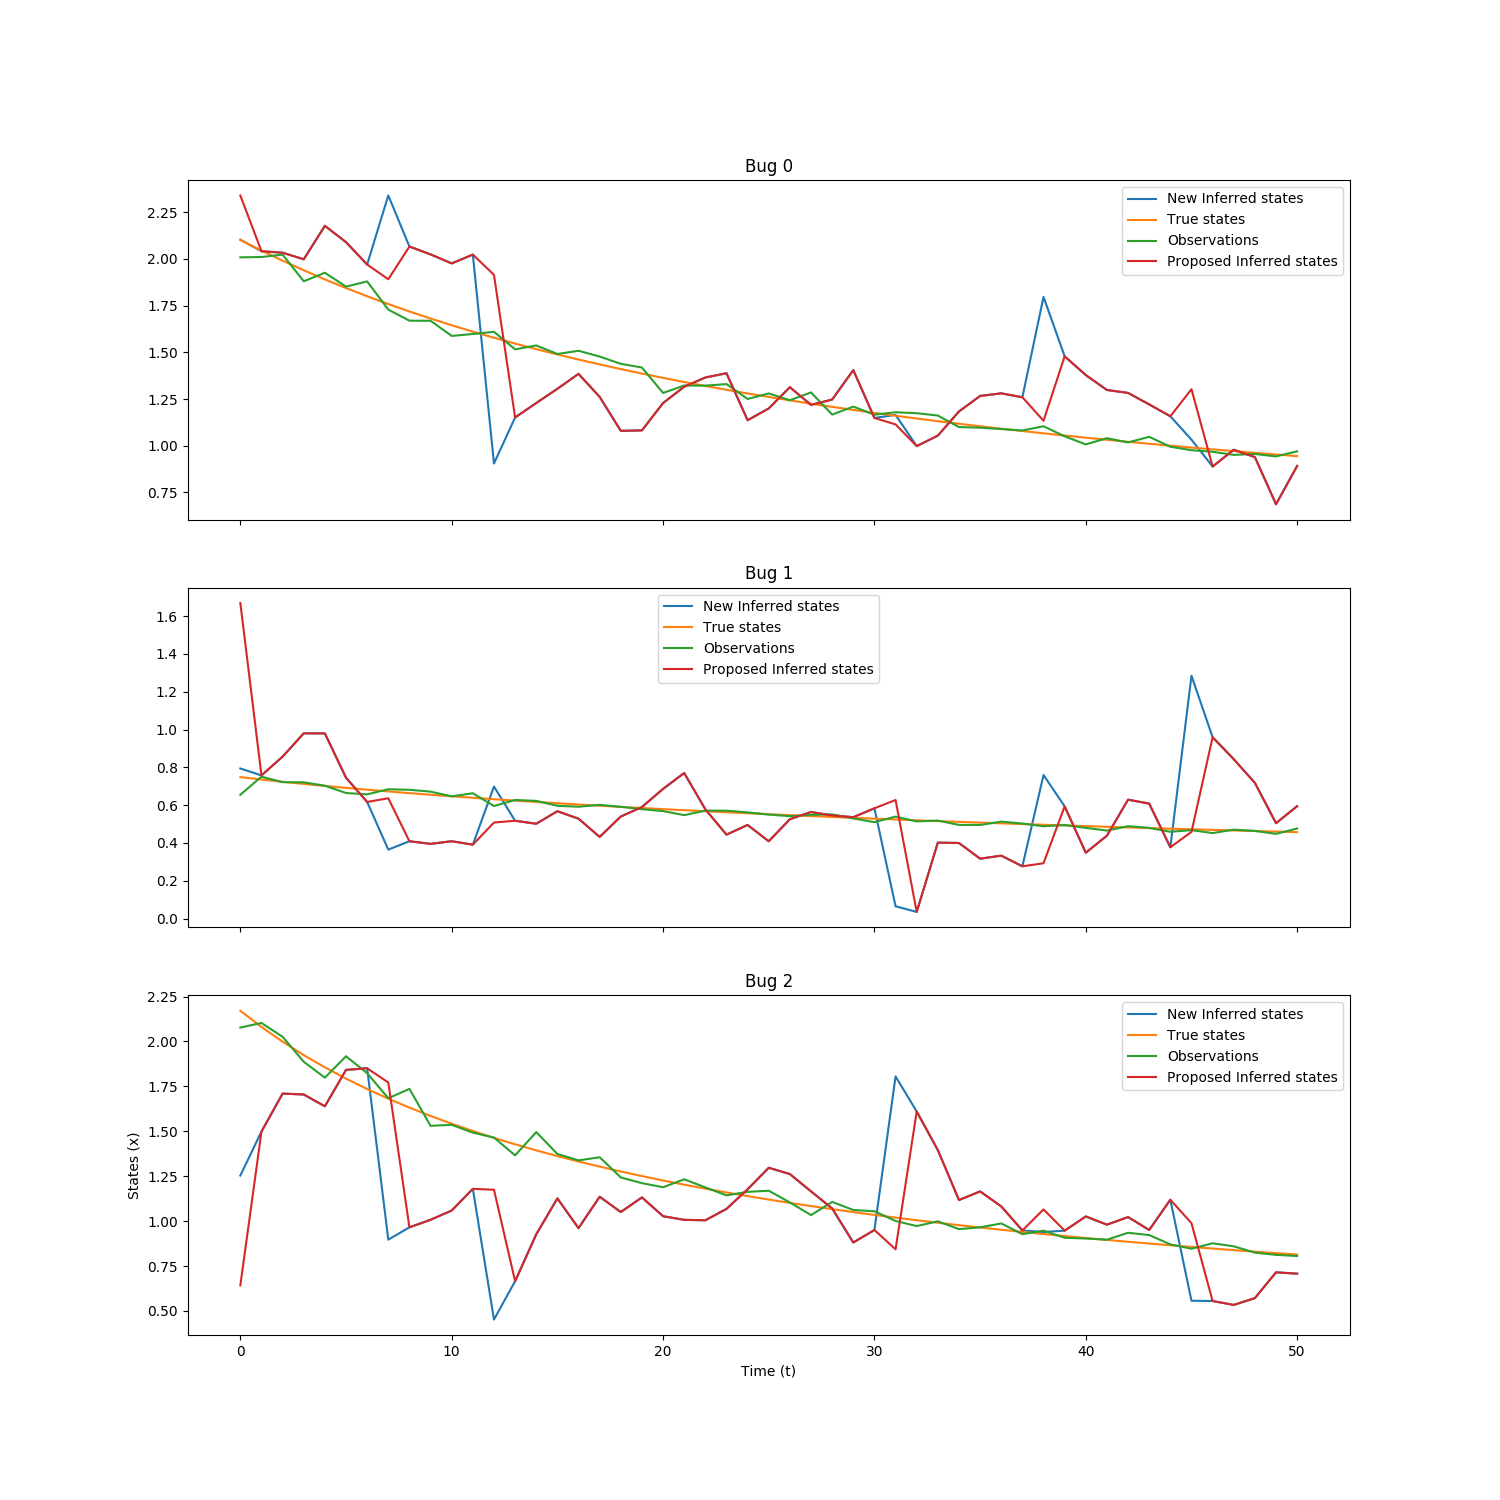 Bug 0
2.25
2.00
1.75
1.50
1.25
1.00
0.75
New Inferred states
True states
Observations
Proposed Inferred states
Bug 1
1.6
1.4
1.2
1.0
0.8
0.6
0.4
0.2
0.0
New Inferred states
True states
Observations
Proposed Inferred states
Bug 2
States (x)
2.25
2.00
1.75
1.50
1.25
1.00
0.75
0.50
New Inferred states
True states
Observations
Proposed Inferred states
0 10 20 30 40 50
Time (t)